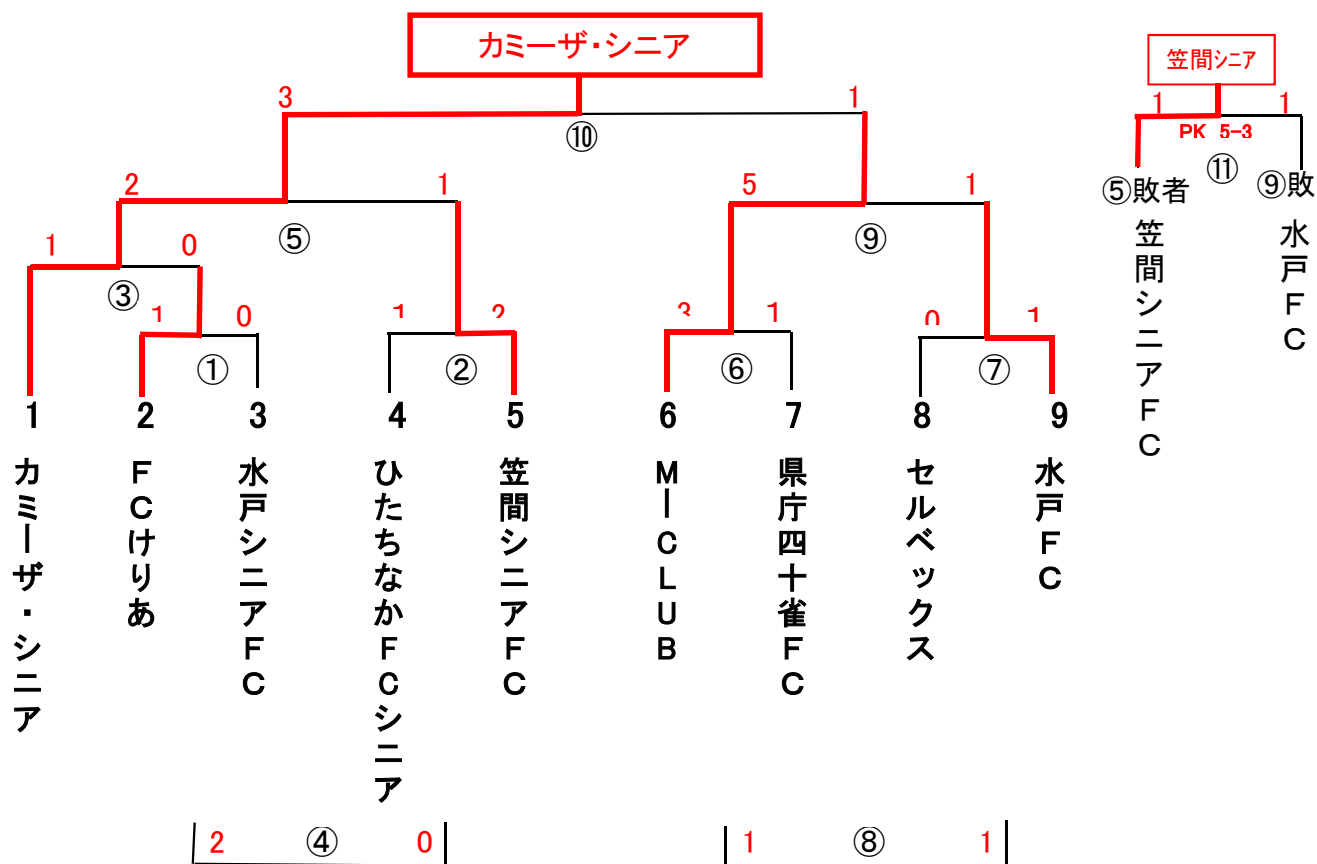 カミーザ・シニア
笠間シニア
3
1
⑩
1
1
PK 5-3
⑪
⑤敗者
⑨敗
笠間シニアFC
水戸FC
2
1
⑤
5
1
⑨
1
0
③
1
0
①
1
2
②
3
1
⑥
0
1
⑦
1
2
3
4
5
6
7
8
9
カミーザ・シニア
FCけりあ
水戸シニアFC
ひたちなかFCシニア
笠間シニアFC
M－CLUB
県庁四十雀FC
セルベックス
水戸FC
2
④
0
1
⑧
1